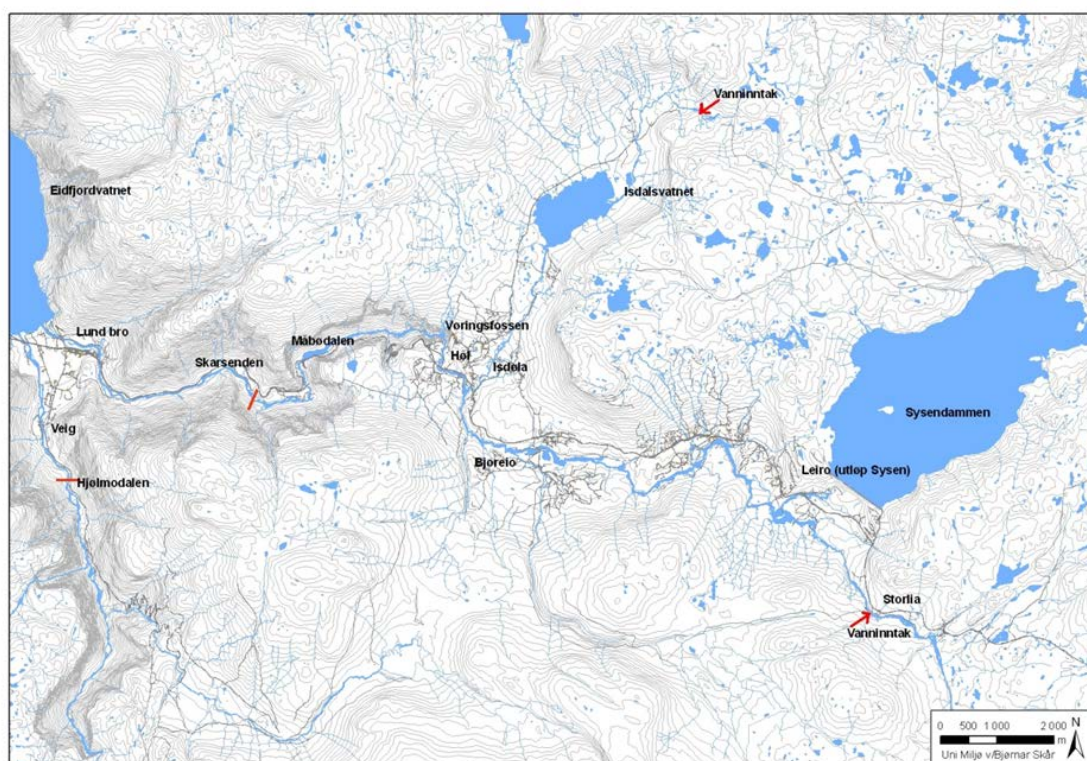 Vanninntak
Eidfjordvatnet
Isdalsvatnet
Lund bro
Vøringsfossen
Måbødalen
Skarsenden
Høl
Isdøla
Sysendammen
Veig
Bjoreio
Leiro (utløp Sysen)
Hjølmodalen
Storlia
Vanninntak
0 500 1 000 2 000
m
N
Uni Miljø v/Bjørnar Skår